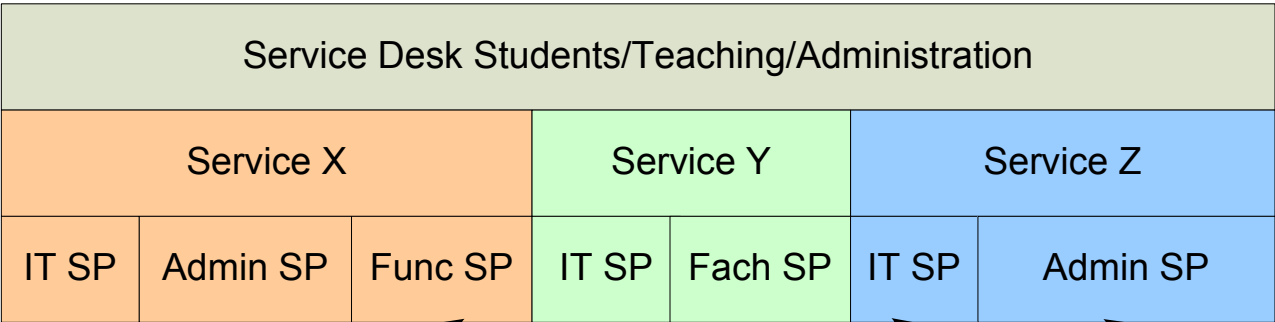 Service Desk Students/Teaching/Administration
Service X
Service Y
Service Z
IT SP
Admin SP
Func SP
IT SP
Fach SP
IT SP
Admin SP